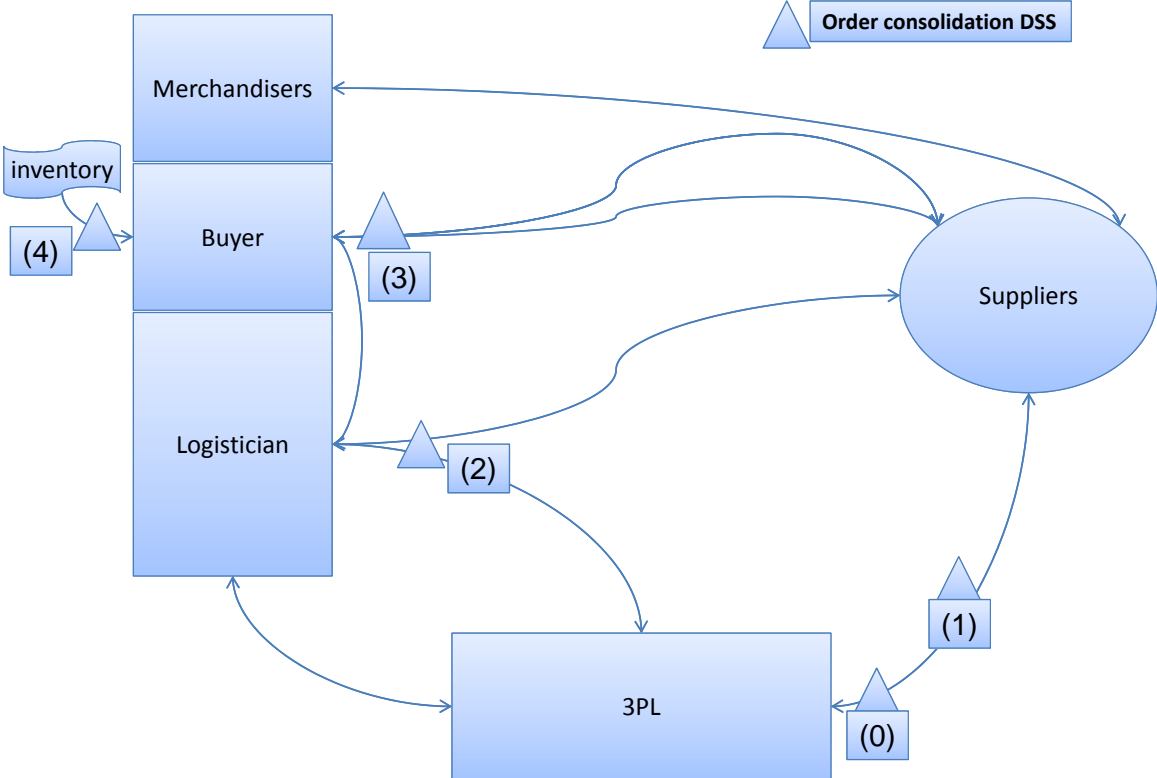 Order consolidation DSS
Merchandisers
inventory
Buyer
(4)
(3)
Suppliers
Logistician
(2)
(1)
3PL
(0)